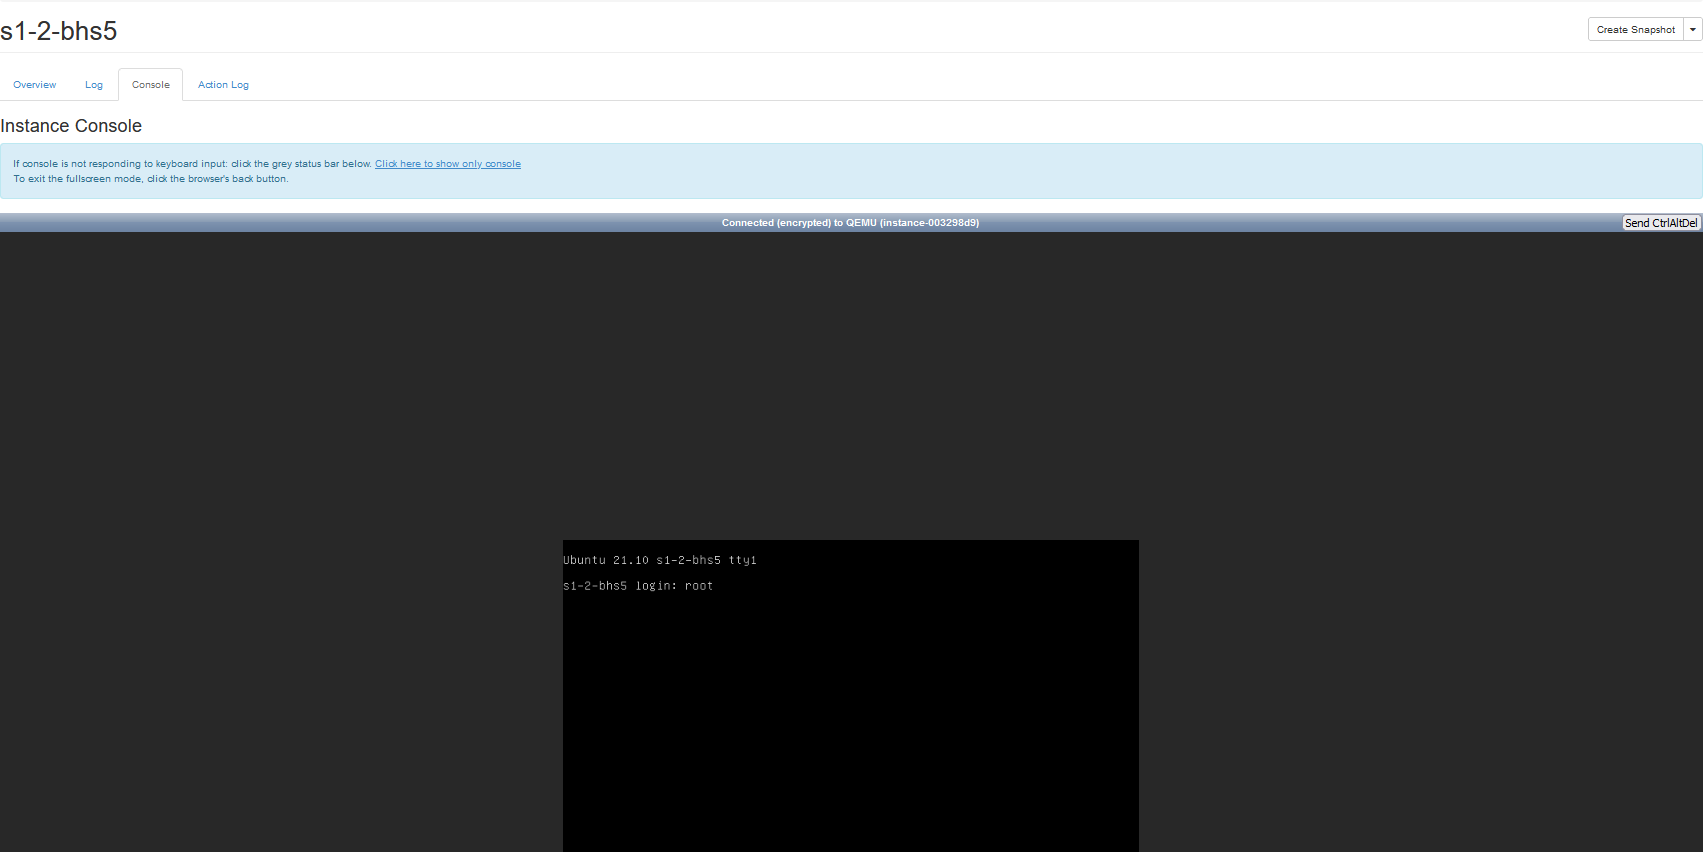 s1-2-bhs5
Create Snapshot
Overview
Log
Console
Action Log
Instance Console
If console is not responding to keyboard input: click the grey status bar below. Click here to show only console
To exit the fullscreen mode, click the browser's back button.
Connected (encrypted) to QEMU (instance-003298d9)
Send CtrlAltDel
Ubuntu 21.10 s1-2-bhs5 tty1
s1-2-bhs5 login: root